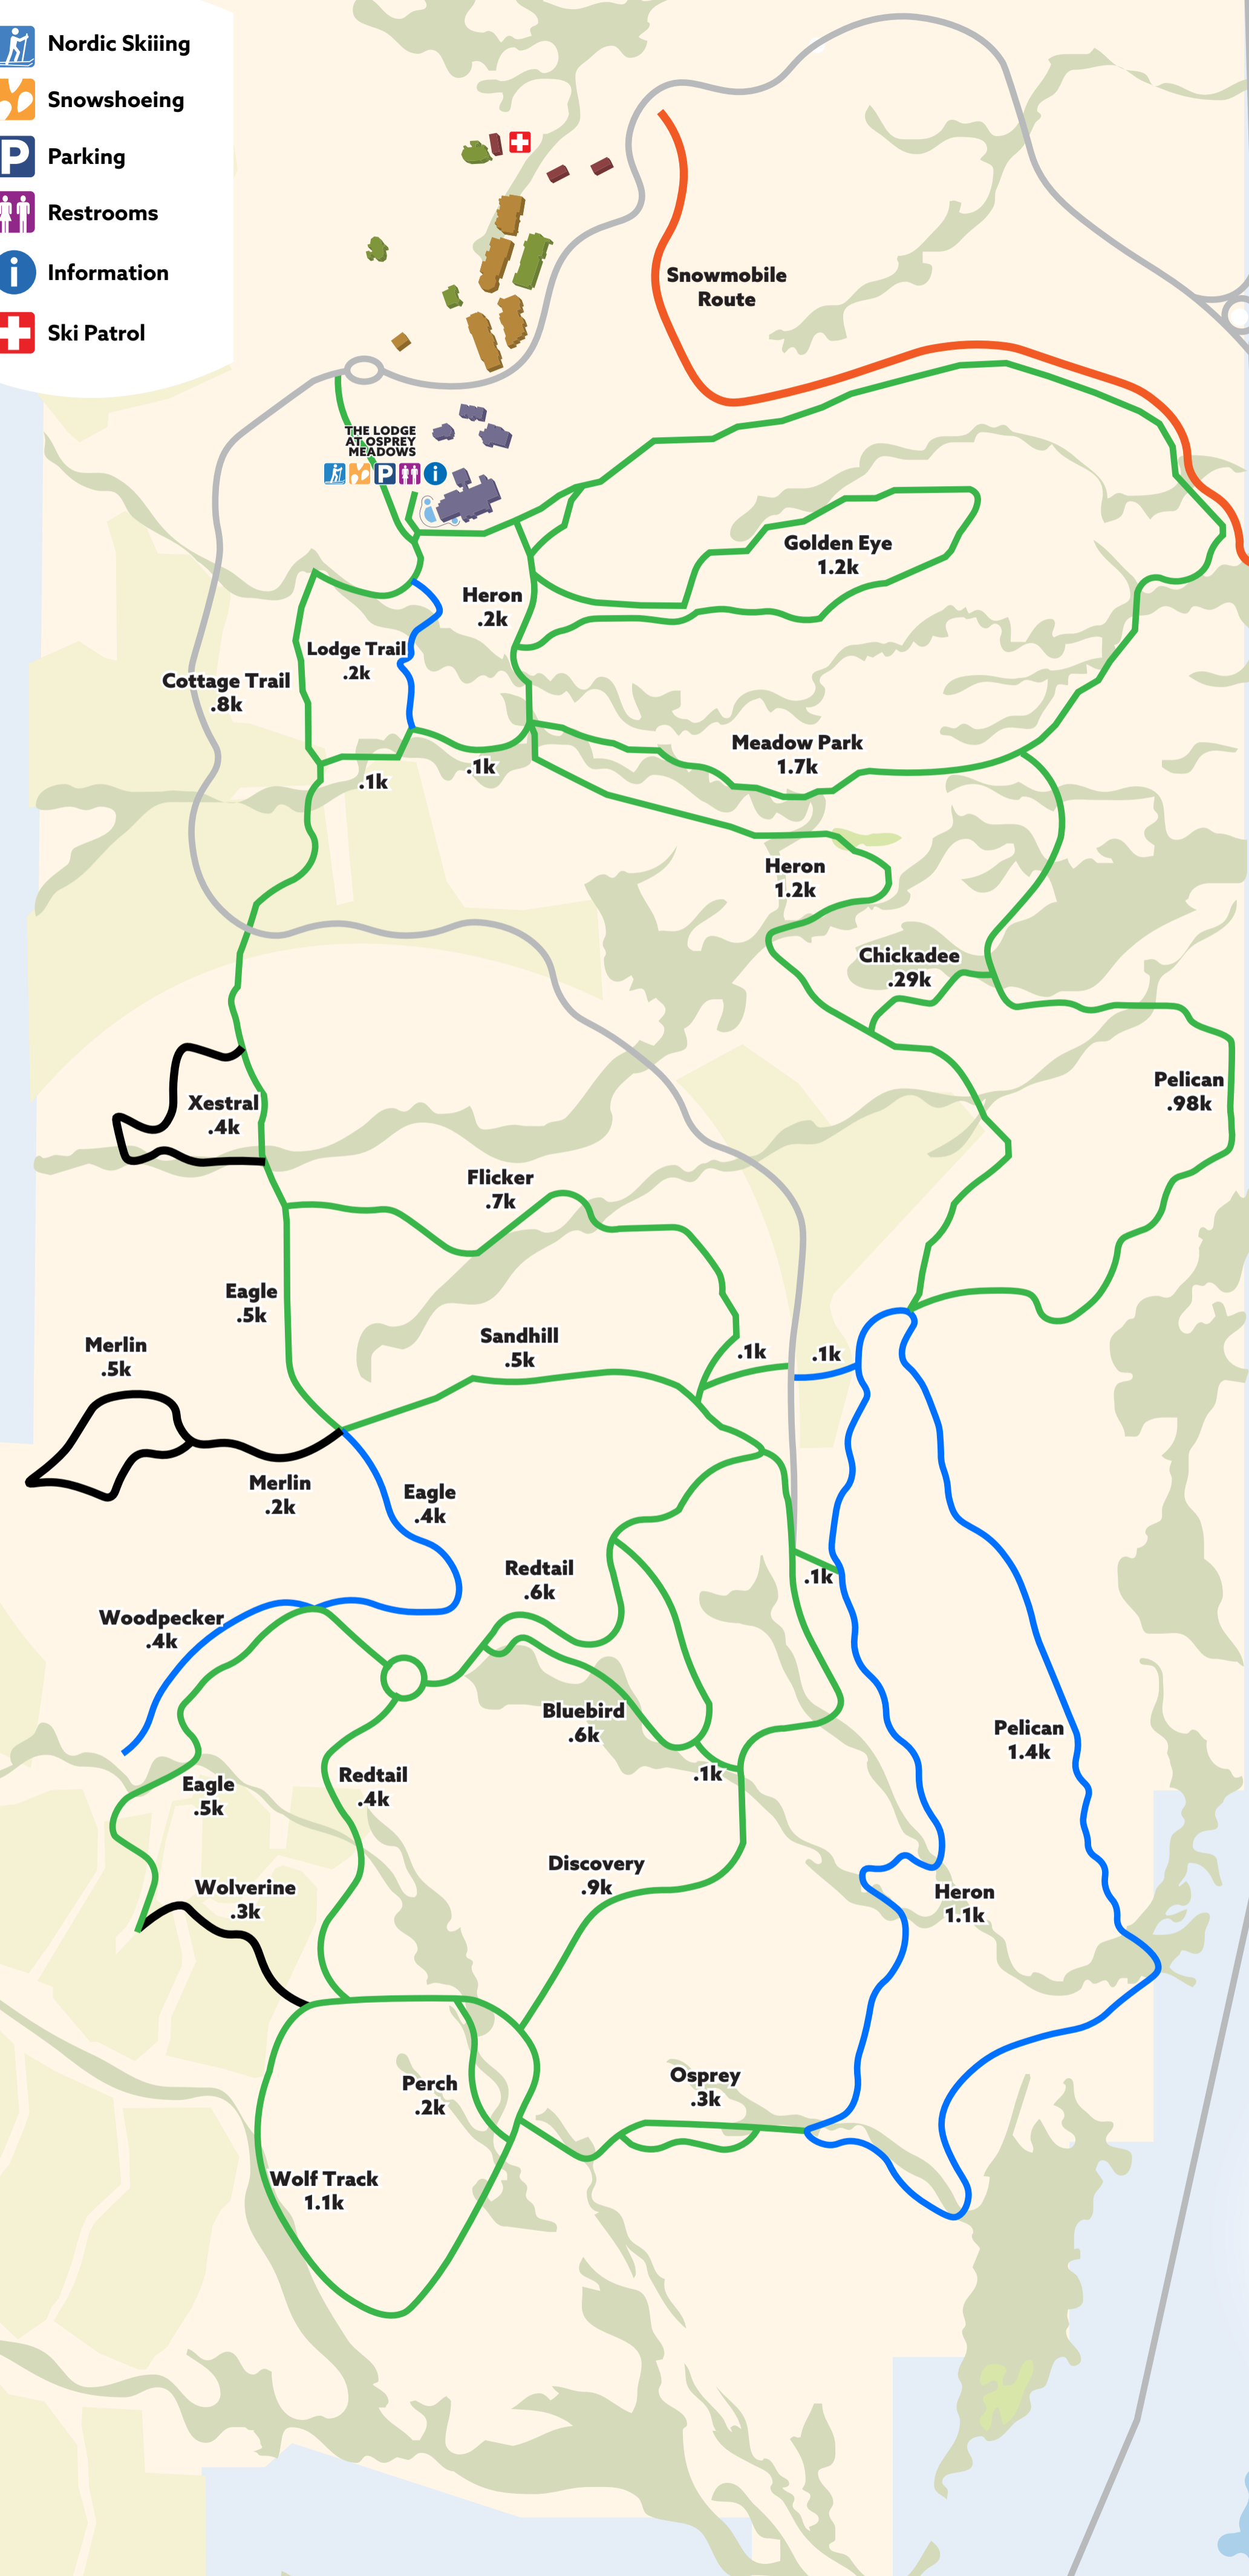 Nordic Skiiing
Snowshoeing
P
Parking
Restrooms
i
Information
Ski Patrol
Snowmobile
Route
THE LODGE
AT OSPREY
MEADOWS
P
i
Golden Eye
1.2k
Heron
.2k
Lodge Trail
.2k
Cottage Trail
.8k
Meadow Park
1.7k
.1k
.1k
Heron
1.2k
Chickadee
.29k
Pelican
.98k
Xestral
.4k
Flicker
.7k
Eagle
.5k
Sandhill
.5k
Merlin
.5k
.1k
.1k
Merlin
.2k
Eagle
.4k
Redtail
.6k
.1k
Woodpecker
.4k
Bluebird
.6k
Pelican
1.4k
.1k
Eagle
.5k
Redtail
.4k
Discovery
.9k
Wolverine
.3k
Heron
1.1k
Perch
.2k
Osprey
.3k
Wolf Track
1.1k